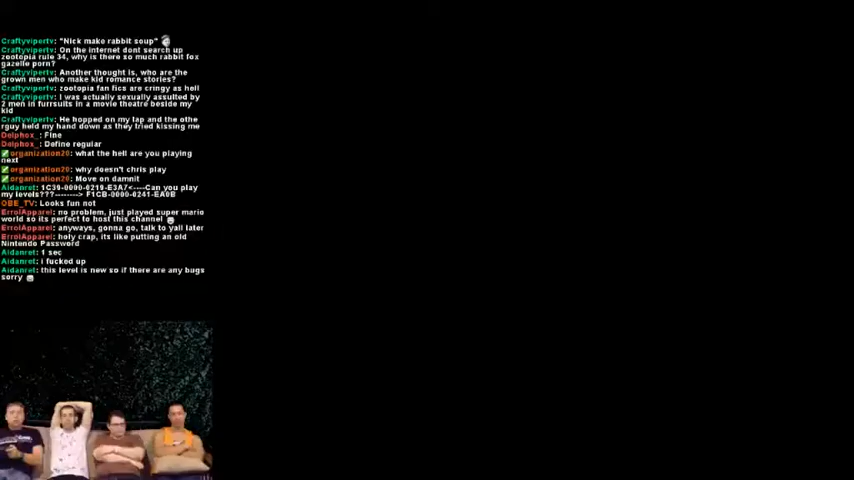 Craftyvipertv: "Nick make rabbit soup"
Craftyvipertv: On the internet dont search up
zootopia rule 34, why is there so much rabbit fox
gazelle porn?
Craftyvipertv: Another thought is, who are the
grown men who make kid romance stories?
Craftyvipertv: zootopia fan fics are cringy as hell
Craftyvipertv: I was actually sexually assulted by
2 men in furrsuits in a movie theatre beside my
kid
Craftyvipertv: He hopped on my lap and the othe
rguy held my hand down as they tried kissing me
Delphox_: Fine
Delphox_: Define regular
organization20: what the hell are you playing
next
organization20: why doesn't chris play
organization20: Move on damnit
Aidanret: 1C39-0000-0219-E3A7<----Can you play
my levels???--------> F1CB-0000-0241-EA0B
OBE_TV: Looks fun not
ErrolApparel: no problem, just played super mario
world so its perfect to host this channel
ErrolApparel: anyways, gonna go, talk to yall later
ErrolApparel: holy crap, its like putting an old
Nintendo Password
Aidanret: 1 sec
Aidanret: i fucked up
Aidanret: this level is new so if there are any bugs
sorry